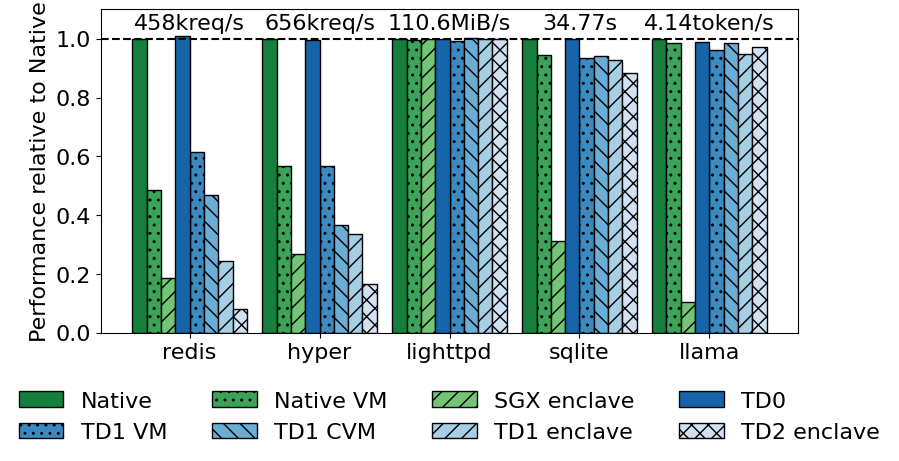 458kreq/s 656kreq/s 110.6MiB/s 34.77s 4.14token/s
Performance relative to Native
1.0
0.8
0.6
0.4
0.2
0.0
redis hyper lighttpd sqlite llama
Native Native VM SGX enclave TD0
TD1 VM TD1 CVM TD1 enclave TD2 enclave